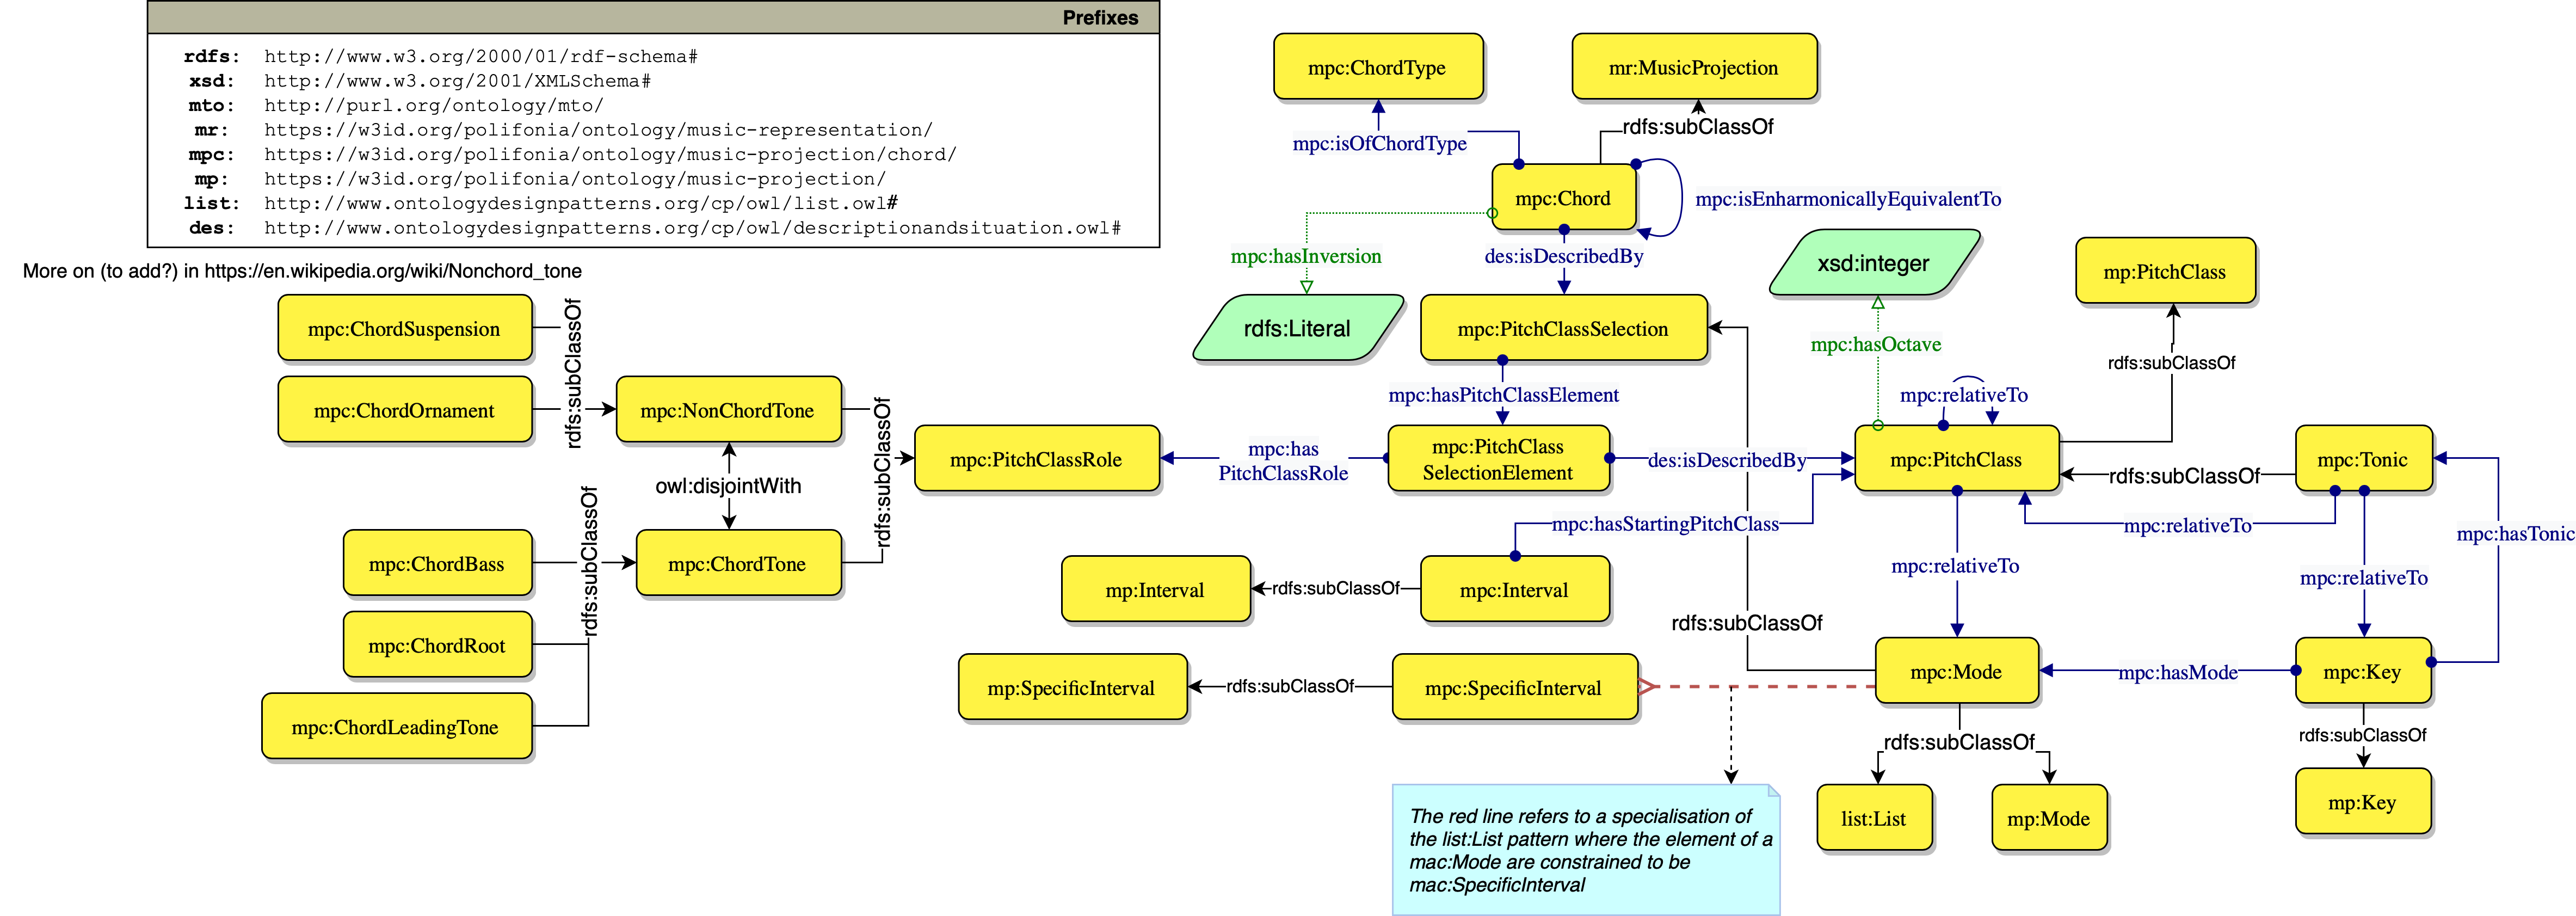 Prefixes
rdfs: http://www.w3.org/2000/01/rdf-schema#
xsd: http://www.w3.org/2001/XMLSchema#
mto: http://purl.org/ontology/mto/
mr: https://w3id.org/polifonia/ontology/music-representation/
mpc: https://w3id.org/polifonia/ontology/music-projection/chord/
mp: https://w3id.org/polifonia/ontology/music-projection/
list: http://www.ontologydesignpatterns.org/cp/owl/list.owl#
des: http://www.ontologydesignpatterns.org/cp/owl/descriptionandsituation.owl#
More on (to add?) in https://en.wikipedia.org/wiki/Nonchord_tone
mpc:ChordSuspension
mpc:ChordOrnament
rdfs:subClassOf
mpc:NonChordTone
owl:disjointWith
mpc:ChordTone
mpc:ChordBass
mpc:ChordRoot
mpc:ChordLeadingTone
rdfs:subClassOf
rdfs:subClassOf
mpc:PitchClassRole
mpc:ChordType
mr:MusicProjection
mpc:isOfChordType
rdfs:subClassOf
mpc:Chord
mpc:isEnharmonicallyEquivalentTo
mpc:hasInversion
des:isDescribedBy
rdfs:Literal
mpc:PitchClassSelection
mpc:hasPitchClassElement
mpc:has
PitchClassRole
mpc:PitchClass
SelectionElement
des:isDescribedBy
xsd:integer
mpc:hasOctave
mpc:relativeTo
mp:PitchClass
rdfs:subClassOf
mpc:PitchClass
rdfs:subClassOf
mpc:Tonic
mpc:hasStartingPitchClass
mpc:relativeTo
mpc:hasTonic
mpc:relativeTo
mpc:relativeTo
mp:Interval
rdfs:subClassOf
mpc:Interval
rdfs:subClassOf
mp:SpecificInterval
rdfs:subClassOf
mpc:SpecificInterval
mpc:Mode
mpc:hasMode
mpc:Key
rdfs:subClassOf
rdfs:subClassOf
list:List
mp:Mode
mp:Key
The red line refers to a specialisation of
the list:List pattern where the element of a
mac:Mode are constrained to be
mac:SpecificInterval